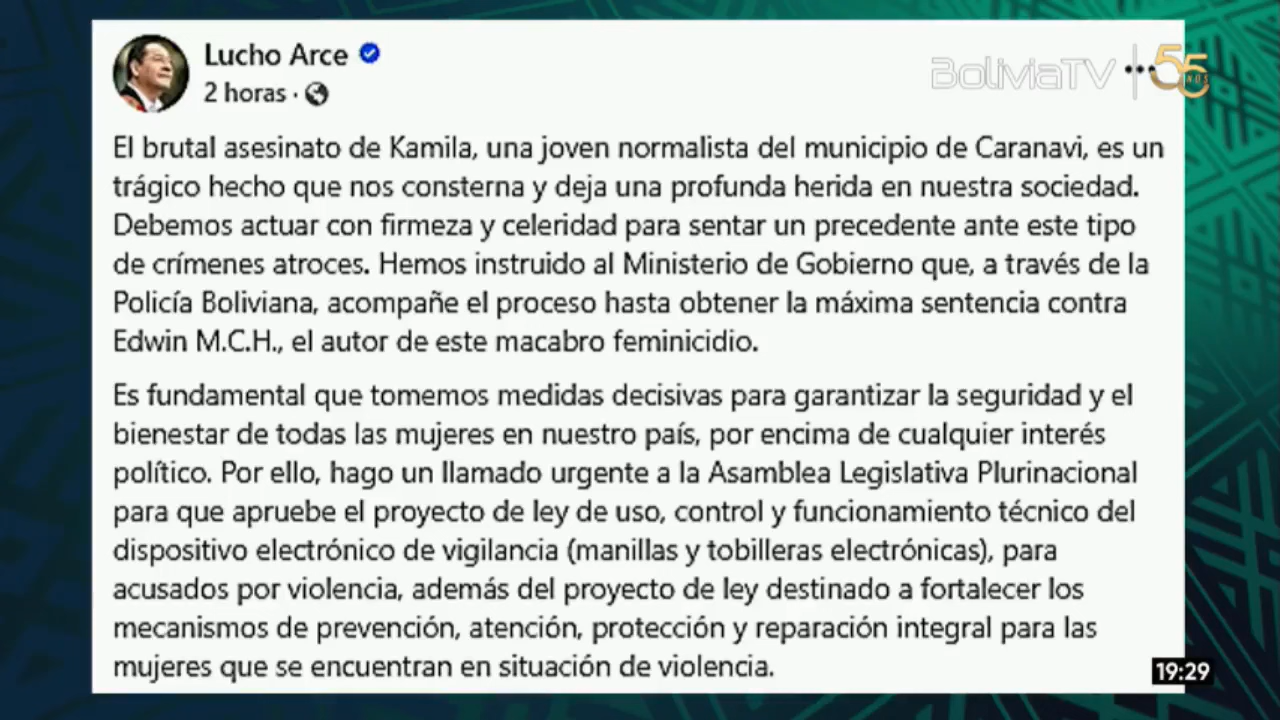 Lucho Arce
2 horas ·
BoliviaTV 55 AÑOS
El brutal asesinato de Kamila, una joven normalista del municipio de Caranavi, es un
trágico hecho que nos consterna y deja una profunda herida en nuestra sociedad.
Debemos actuar con firmeza y celeridad para sentar un precedente ante este tipo
de crímenes atroces. Hemos instruido al Ministerio de Gobierno que, a través de la
Policía Boliviana, acompañe el proceso hasta obtener la máxima sentencia contra
Edwin M.C.H., el autor de este macabro feminicidio.
Es fundamental que tomemos medidas decisivas para garantizar la seguridad y el
bienestar de todas las mujeres en nuestro país, por encima de cualquier interés
político. Por ello, hago un llamado urgente a la Asamblea Legislativa Plurinacional
para que apruebe el proyecto de ley de uso, control y funcionamiento técnico del
dispositivo electrónico de vigilancia (manillas y tobilleras electrónicas), para
acusados por violencia, además del proyecto de ley destinado a fortalecer los
mecanismos de prevención, atención, protección y reparación integral para las
mujeres que se encuentran en situación de violencia.
19:29